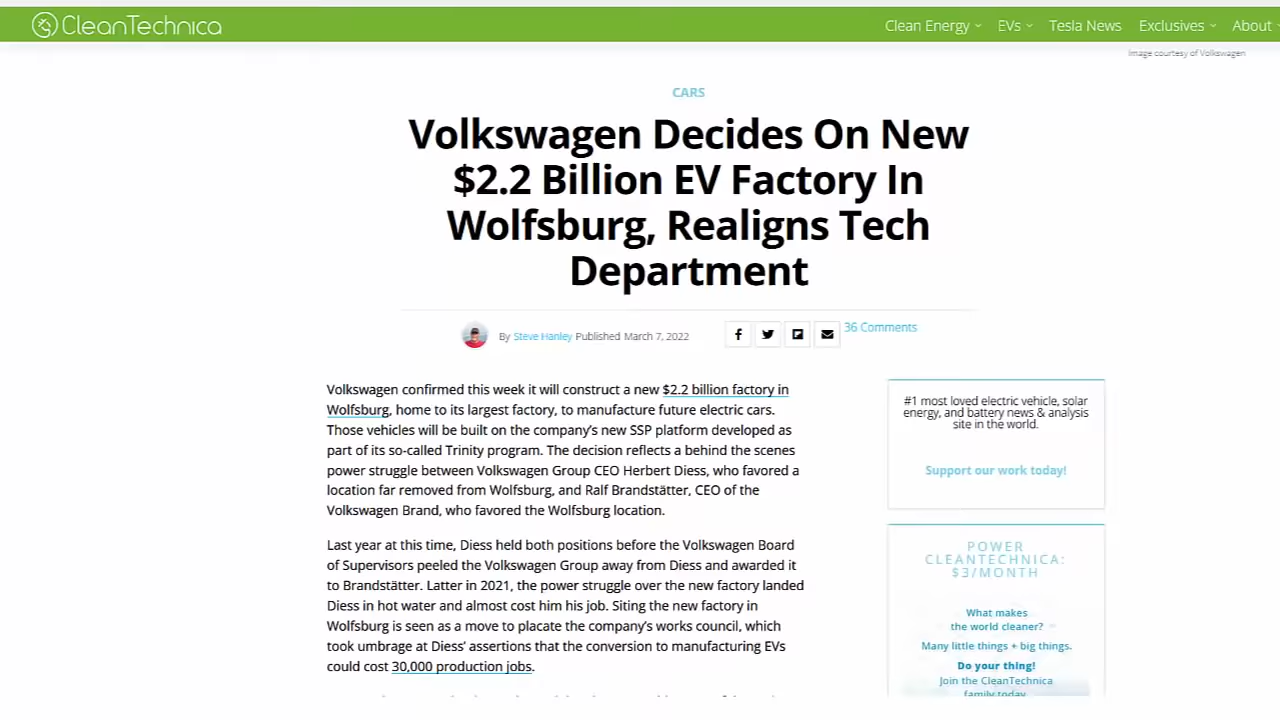 CleanTechnica
Clean Energy EVs Tesla News Exclusives About
Image courtesy of Volkswagen
CARS
Volkswagen Decides On New
$2.2 Billion EV Factory In
Wolfsburg, Realigns Tech
Department
By Steve Hanley Published March 7, 2022
36 Comments
Volkswagen confirmed this week it will construct a new $2.2 billion factory in
Wolfsburg, home to its largest factory, to manufacture future electric cars.
Those vehicles will be built on the company's new SSP platform developed as
part of its so-called Trinity program. The decision reflects a behind the scenes
power struggle between Volkswagen Group CEO Herbert Diess, who favored a
location far removed from Wolfsburg, and Ralf Brandstätter, CEO of the
Volkswagen Brand, who favored the Wolfsburg location.
Last year at this time, Diess held both positions before the Volkswagen Board
of Supervisors peeled the Volkswagen Group away from Diess and awarded it
to Brandstätter. Latter in 2021, the power struggle over the new factory landed
Diess in hot water and almost cost him his job. Siting the new factory in
Wolfsburg is seen as a move to placate the company's works council, which
took umbrage at Diess' assertions that the conversion to manufacturing EVs
could cost 30,000 production jobs.
#1 most loved electric vehicle, solar
energy, and battery news & analysis
site in the world.
Support our work today!
POWER
CLEANTECHNICA:
$3/MONTH
What makes
the world cleaner?
Many little things + big things.
Do your thing!
Join the CleanTechnica
family today